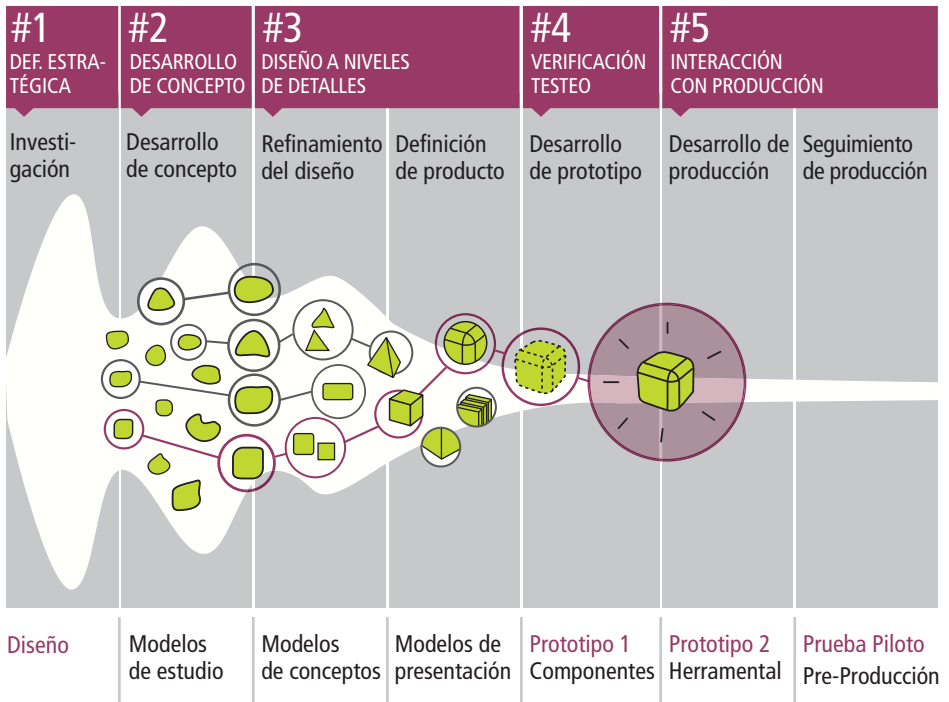 #1
DEF. ESTRA-
TÉGICA
#2
DESARROLLO
DE CONCEPTO
#3
DISEÑO A NIVELES
DE DETALLES
#4
VERIFICACIÓN
TESTEO
#5
INTERACCIÓN
CON PRODUCCIÓN
Investi-
gación
Desarrollo
de concepto
Refinamiento
del diseño
Definición
de producto
Desarrollo
de prototipo
Desarrollo de
producción
Seguimiento
de producción
Diseño
Modelos
de estudio
Modelos
de conceptos
Modelos de
presentación
Prototipo 1
Componentes
Prototipo 2
Herramental
Prueba Piloto
Pre-Producción